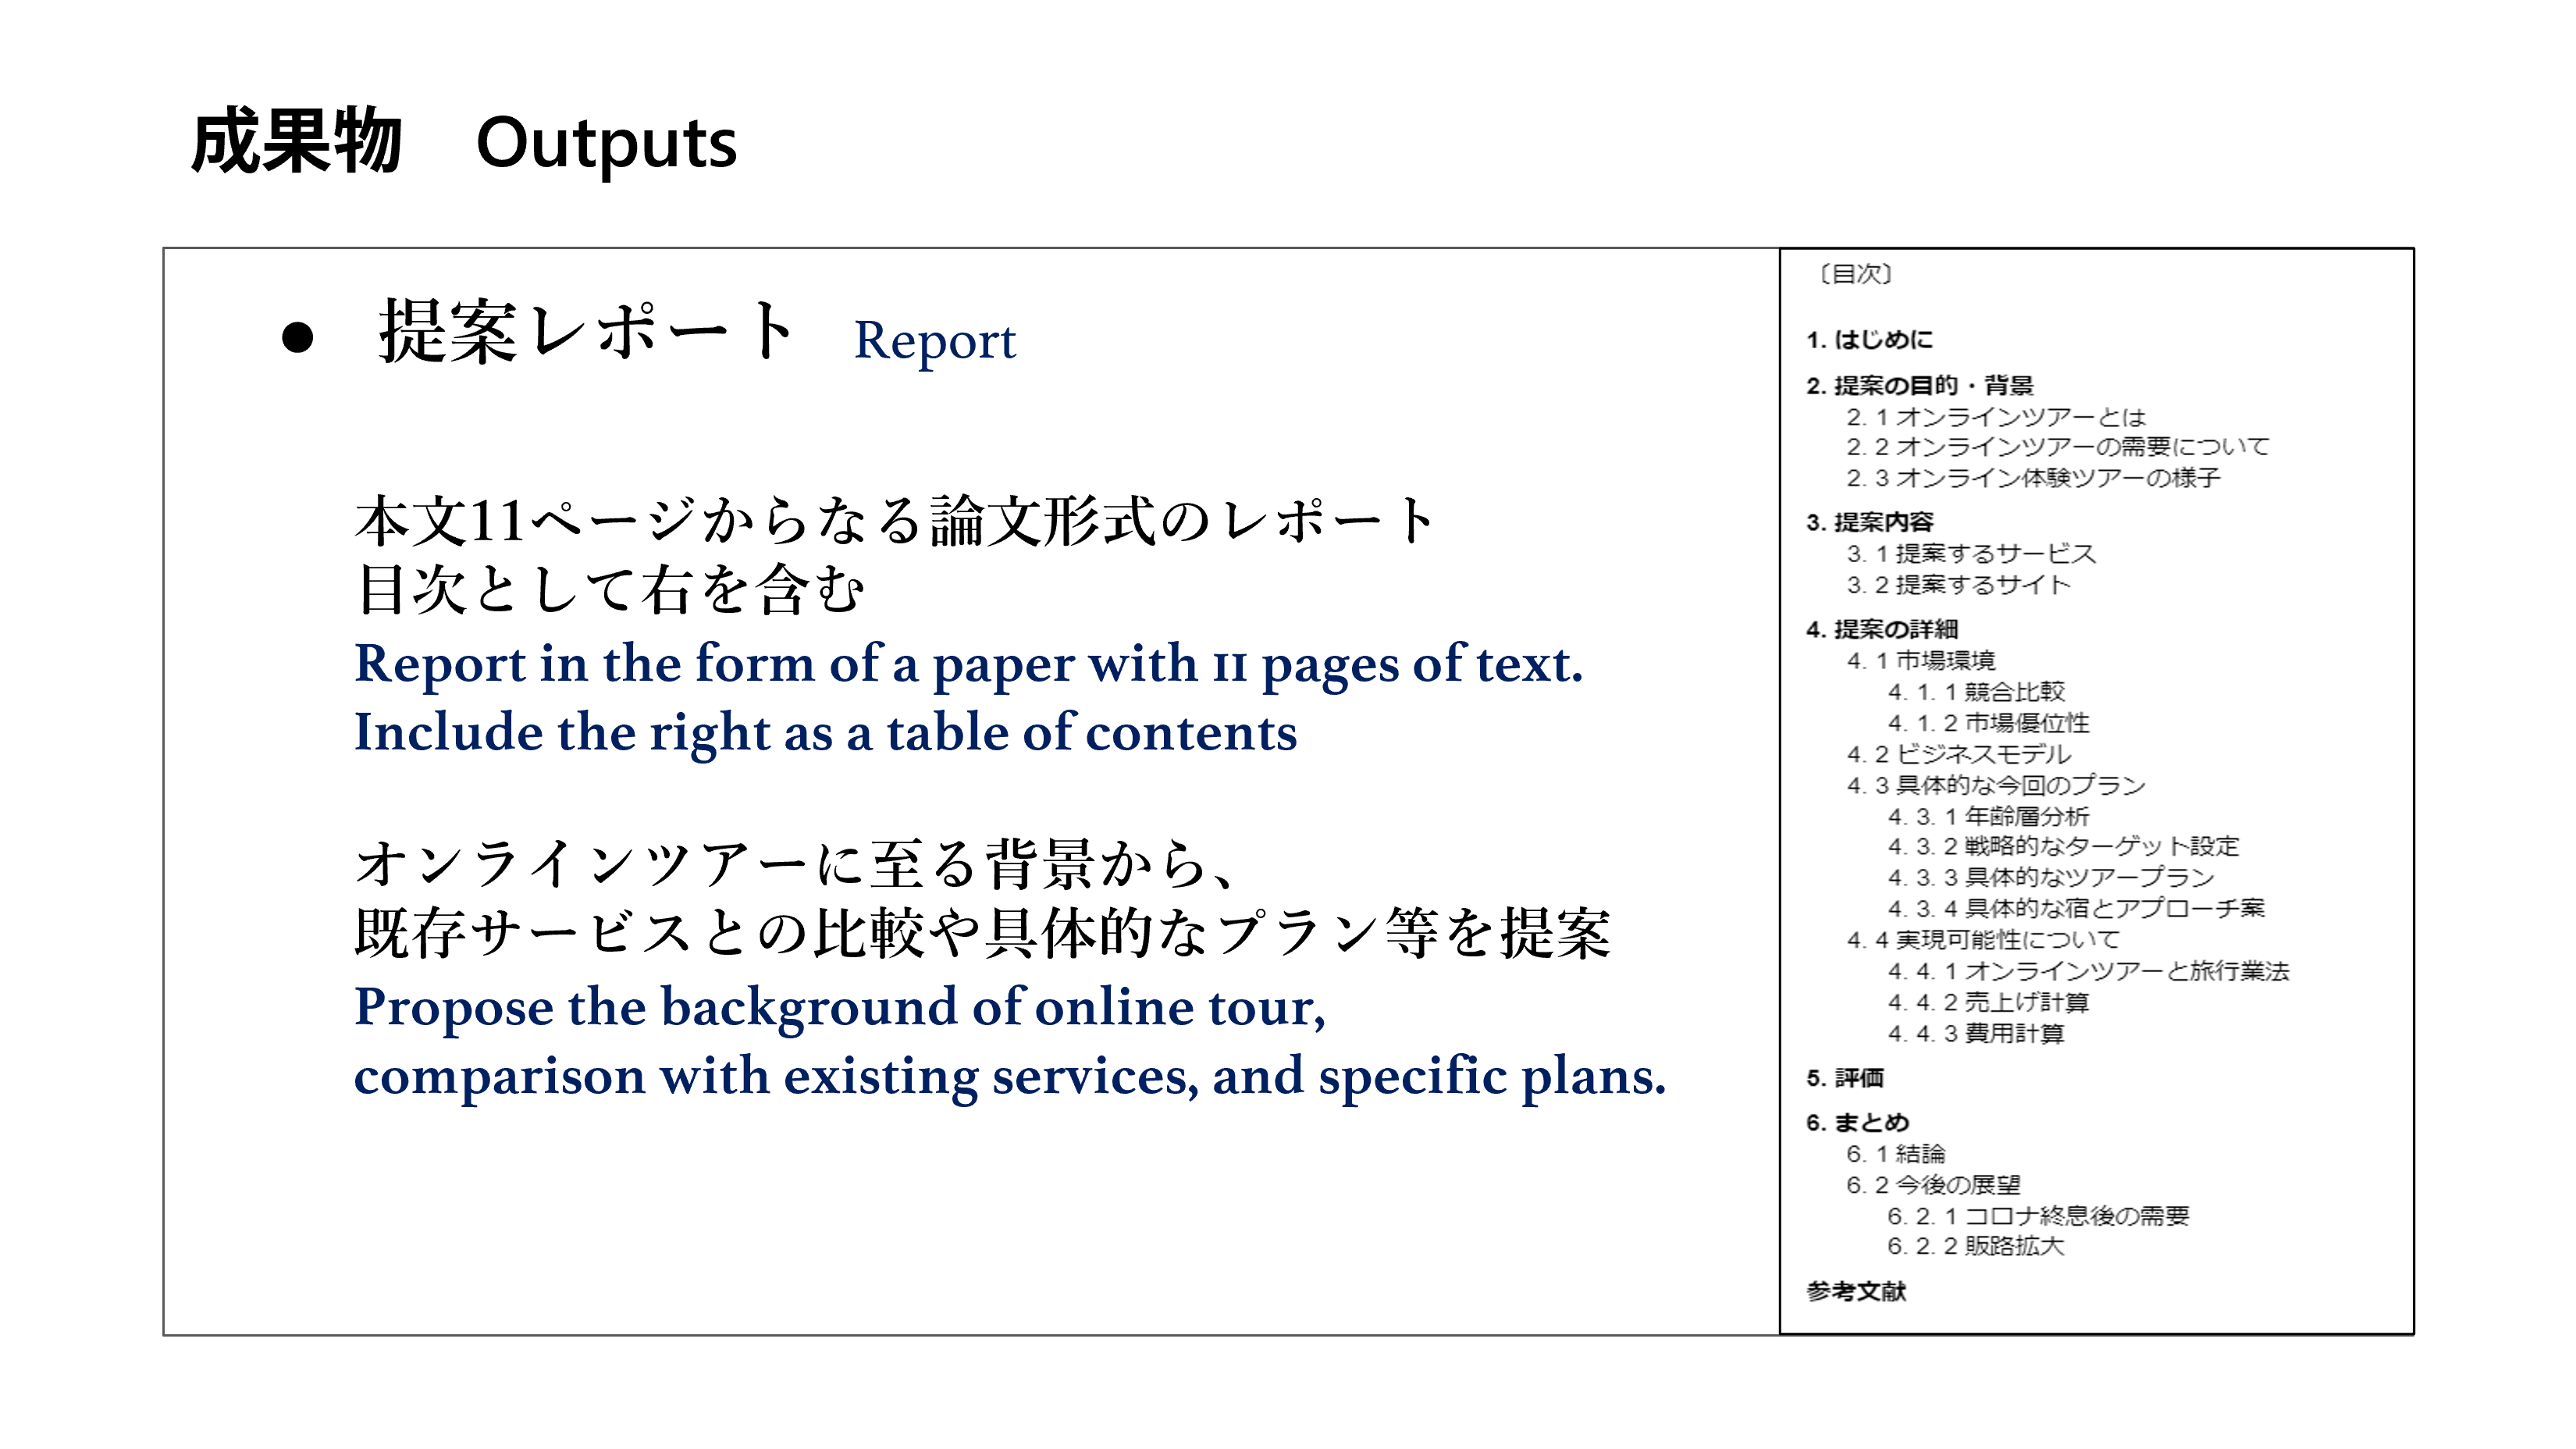 成果物　Outputs
● 提案レポート Report
本文11ページからなる論文形式のレポート
目次として右を含む
Report in the form of a paper with 11 pages of text.
Include the right as a table of contents
オンラインツアーに至る背景から、
既存サービスとの比較や具体的なプラン等を提案
Propose the background of online tour,
comparison with existing services, and specific plans.
〔目次〕
1. はじめに
2. 提案の目的・背景
2. 1 オンラインツアーとは
2. 2 オンラインツアーの需要について
2. 3 オンライン体験ツアーの様子
3. 提案内容
3. 1 提案するサービス
3. 2 提案するサイト
4. 提案の詳細
4. 1 市場環境
4. 1. 1 競合比較
4. 1. 2 市場優位性
4. 2 ビジネスモデル
4. 3 具体的な今回のプラン
4. 3. 1 年齢層分析
4. 3. 2 戦略的なターゲット設定
4. 3. 3 具体的なツアープラン
4. 3. 4 具体的な宿とアプローチ案
4. 4 実現可能性について
4. 4. 1 オンラインツアーと旅行業法
4. 4. 2 売上げ計算
4. 4. 3 費用計算
5. 評価
6. まとめ
6. 1 結論
6. 2 今後の展望
6. 2. 1 コロナ終息後の需要
6. 2. 2 販路拡大
参考文献